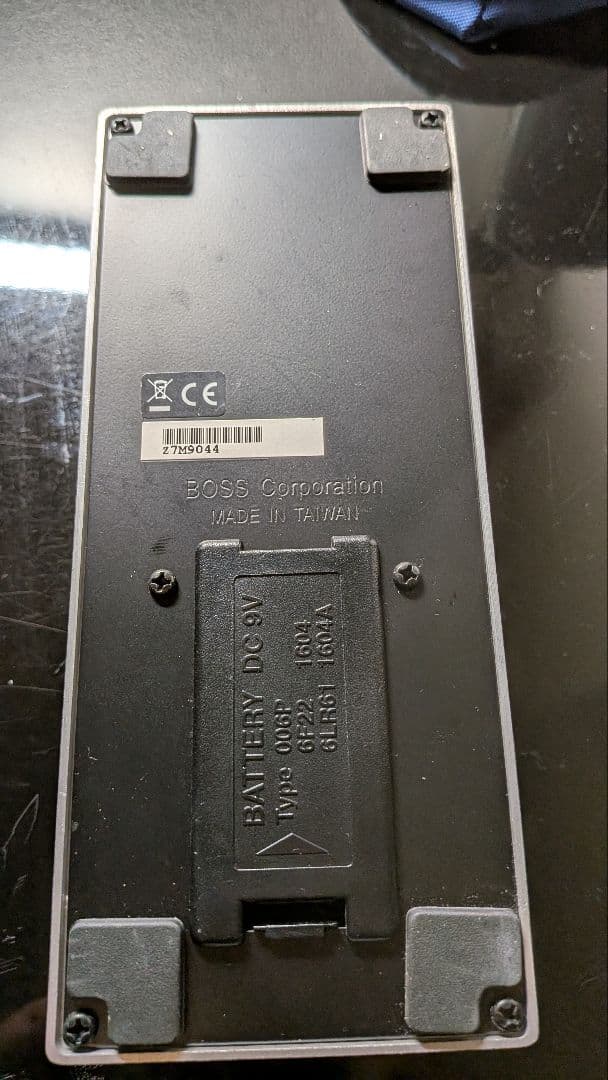 CE
Z7M9044
BOSS Corporation
MADE IN TAIWAN
BATTERY DC 9V
Type 006P
6F22 1604
6LR61 1604A